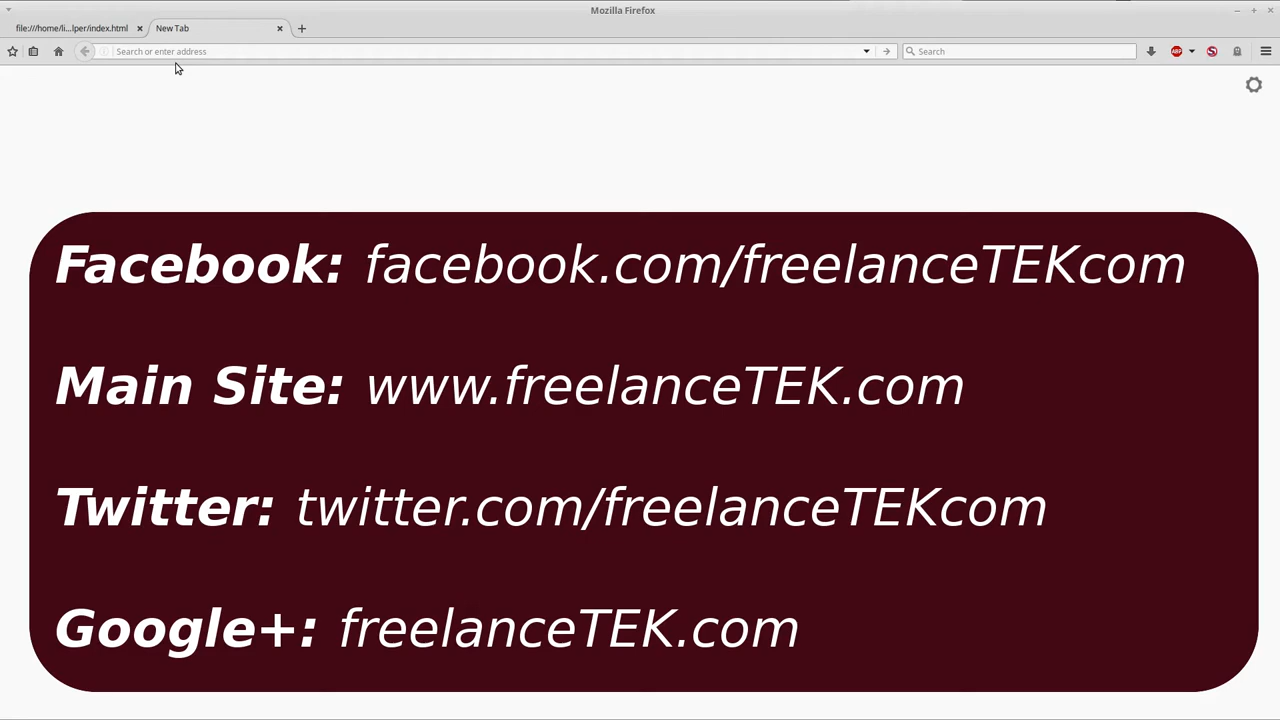 Mozilla Firefox
file:///home/li...lper/index.html
New Tab
Search or enter address
Search
ABP
Facebook: facebook.com/freelanceTEKcom
Main Site: www.freelanceTEK.com
Twitter: twitter.com/freelanceTEKcom
Google+: freelanceTEK.com